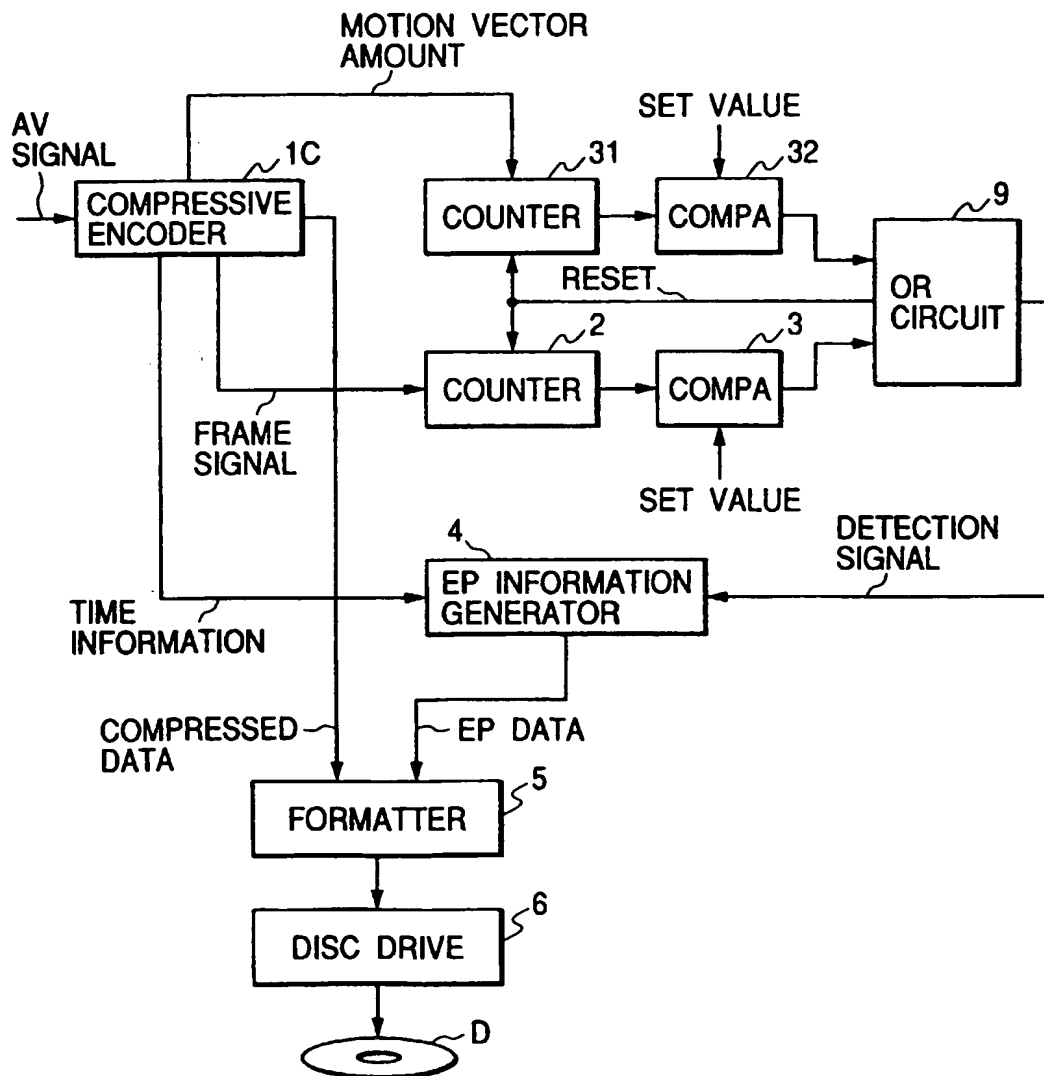 MOTION VECTOR
AMOUNT
AV
SIGNAL
1C
COMPRESSIVE
ENCODER
SET VALUE
31
COUNTER
32
COMPA
9
OR
CIRCUIT
RESET
2
COUNTER
3
COMPA
FRAME
SIGNAL
SET VALUE
DETECTION
SIGNAL
4
EP INFORMATION
GENERATOR
TIME
INFORMATION
COMPRESSED
DATA
EP DATA
5
FORMATTER
6
DISC DRIVE
D